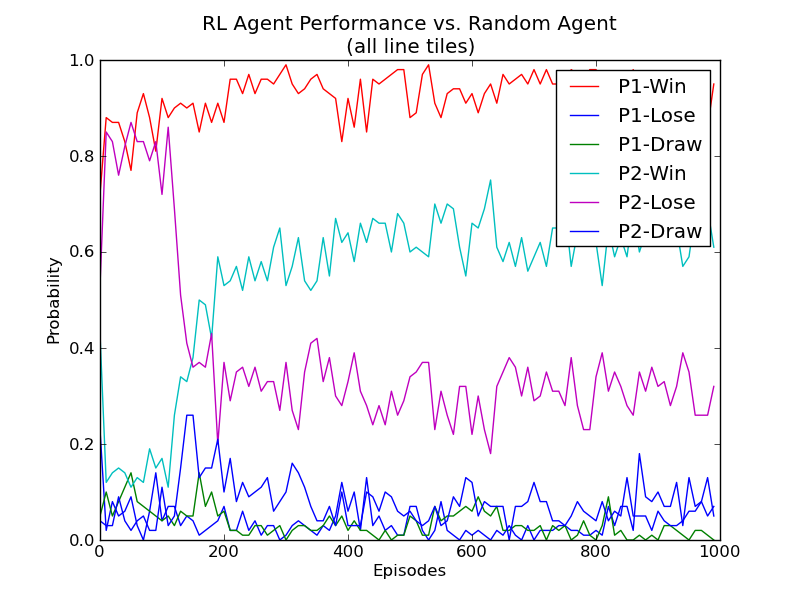 RL Agent Performance vs. Random Agent
(all line tiles)
1.0
0.8
0.6
0.4
0.2
0.0
Probability
P1-Win
P1-Lose
P1-Draw
P2-Win
P2-Lose
P2-Draw
0
200
400
600
800
1000
Episodes